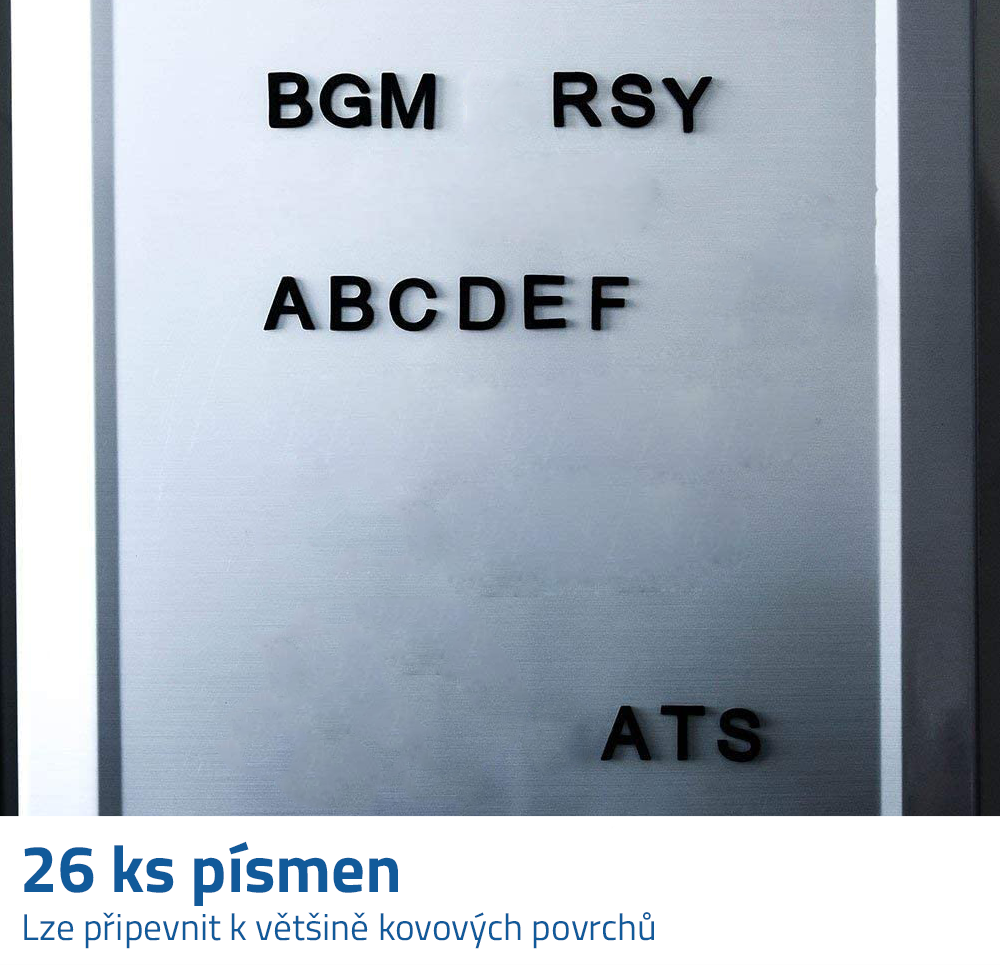 BGM RSY
ABCDEF
ATS
26 ks písmen
Lze připevnit k většině kovových povrchů